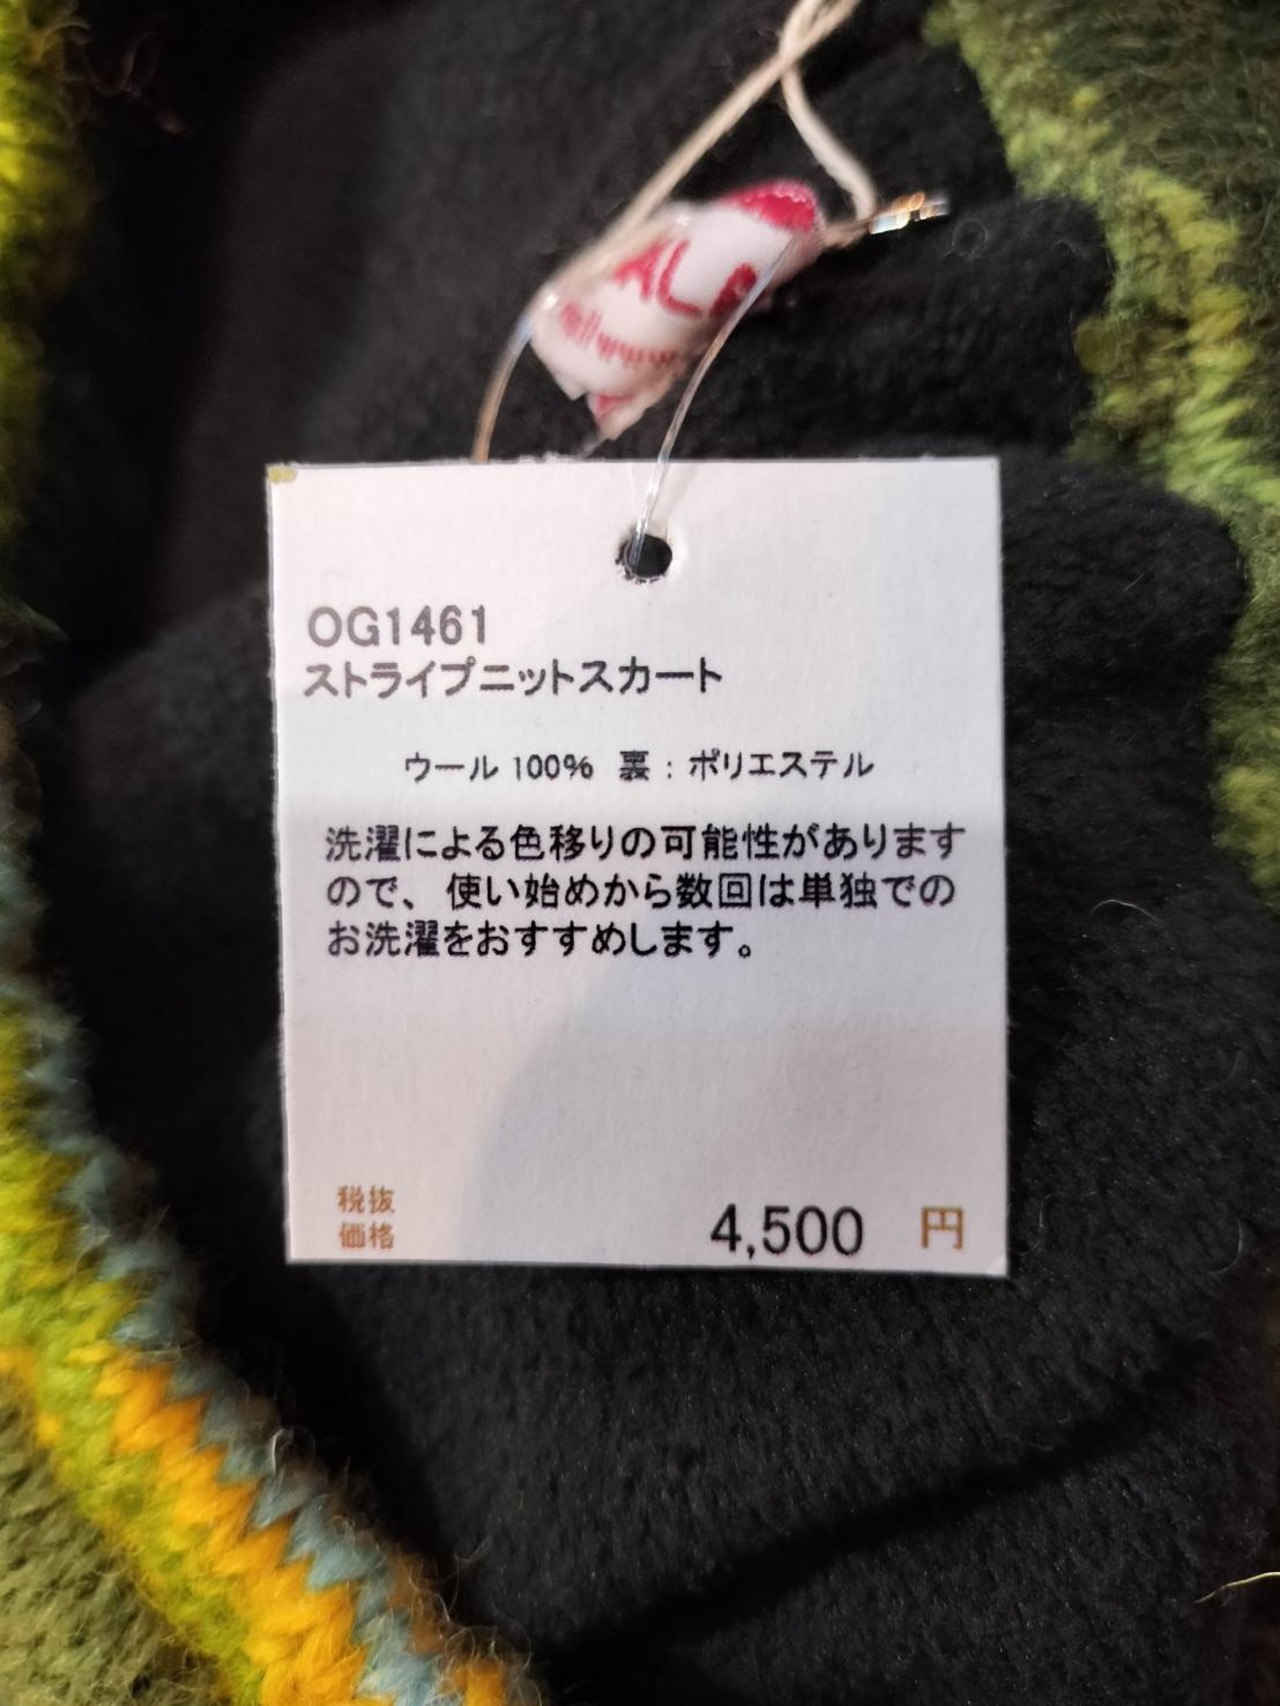 OG1461
ストライプニットスカート
ウール 100% 裏：ポリエステル
洗濯による色移りの可能性があります
ので、使い始めから数回は単独での
お洗濯をおすすめします。
税抜
価格
4,500 円